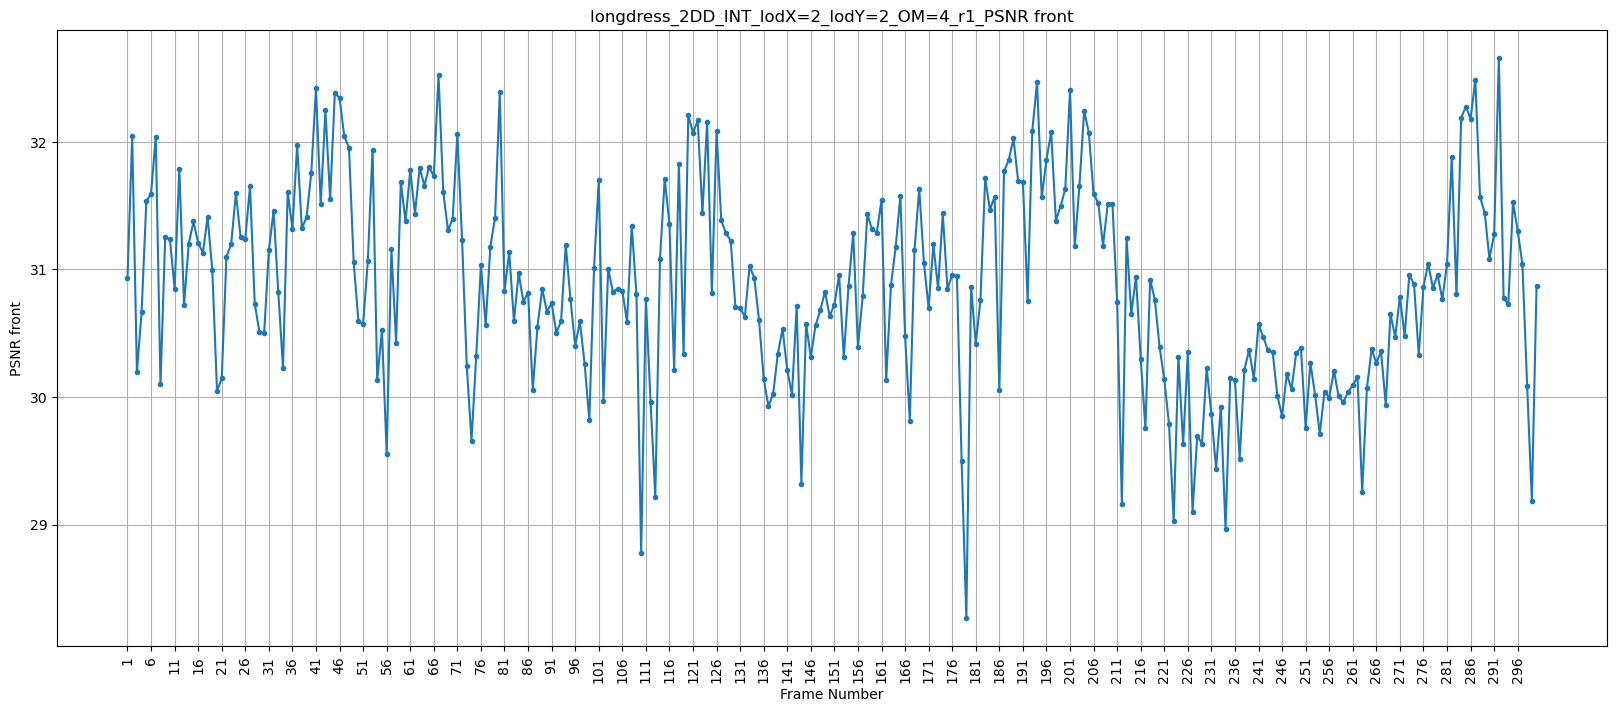 longdress_2DD_INT_lodX=2_lodY=2_OM=4_r1_PSNR front
PSNR front
32
31
30
29
1 6 11 16 21 26 31 36 41 46 51 56 61 66 71 76 81 86 91 96 101 106 111 116 121 126 131 136 141 146 151 156 161 166 171 176 181 186 191 196 201 206 211 216 221 226 231 236 241 246 251 256 261 266 271 276 281 286 291 296
Frame Number